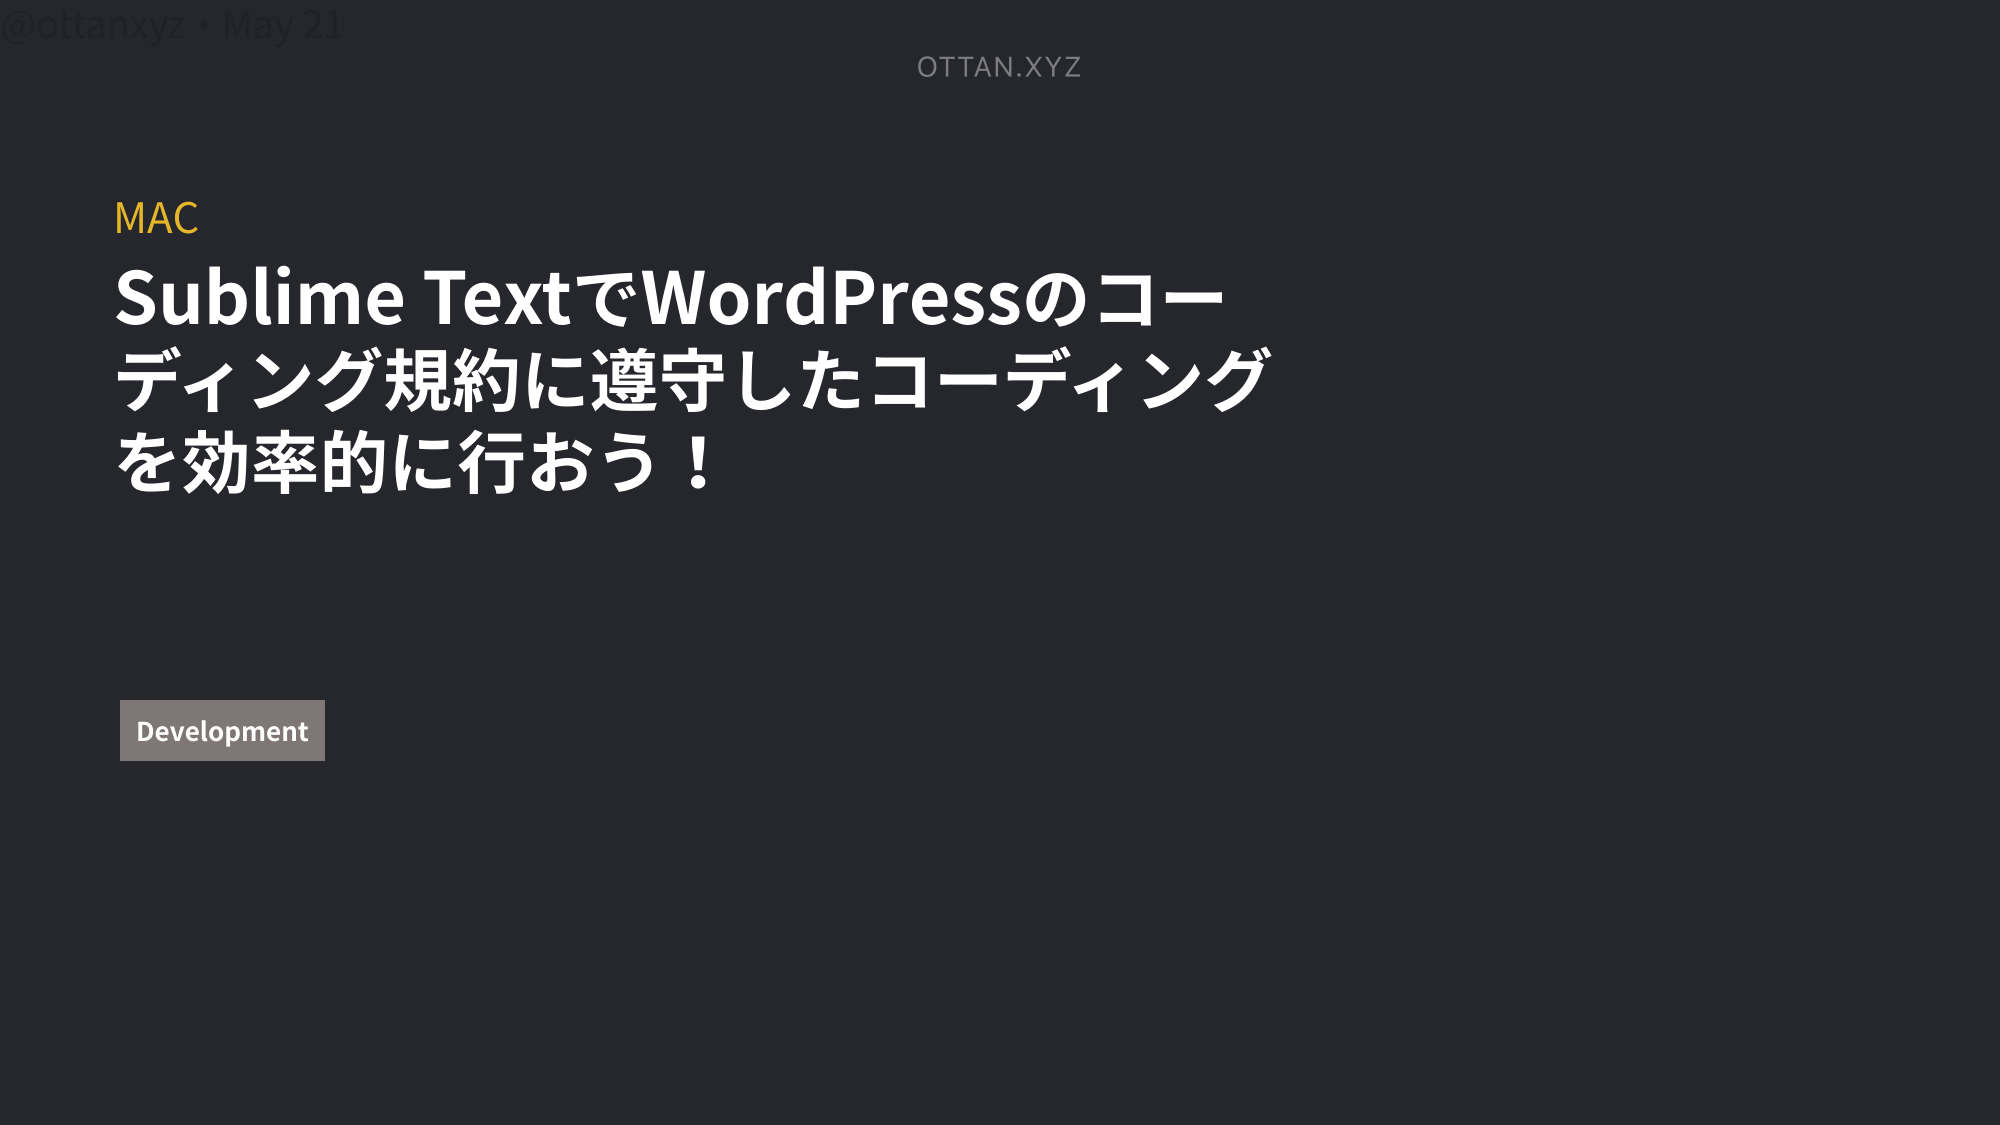 @ottanxyz・May 21
OTTAN.XYZ
MAC
Sublime TextでWordPressのコー
ディング規約に遵守したコーディング
を効率的に行おう！
Development